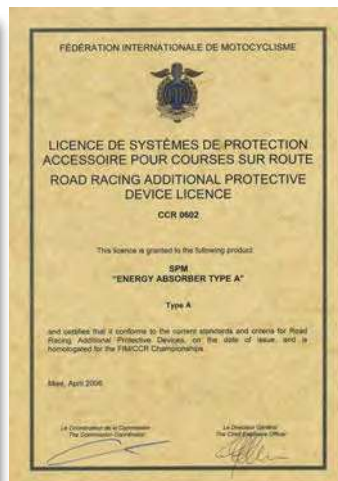 FÉDÉRATION INTERNATIONALE DE MOTOCYCLISME
LICENCE DE SYSTÈMES DE PROTECTION
ACCESSOIRE POUR COURSES SUR ROUTE
ROAD RACING ADDITIONAL PROTECTIVE
DEVICE LICENCE
CCR 0602
This licence is granted to the following product
SPM
"ENERGY ABSORBER TYPE A"
Type A
and certifies that it conforms to the current standards and criteria for Road
Racing Additional Protective Devices, on the date of issue, and is
homologated for the FIM/CCR Championships
Mies, April 2006
Le Coordinateur de la Commission
The Commission Coordinator
Le Directeur Général
The Chief Executive Officer